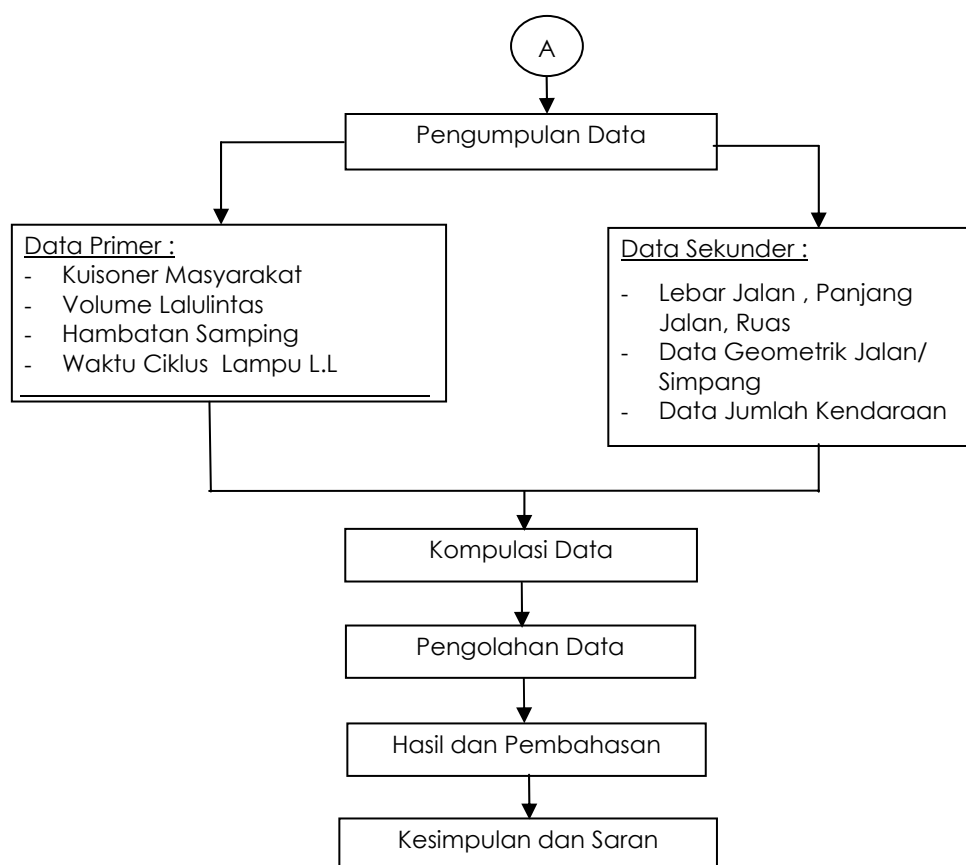 A
Pengumpulan Data
Data Primer :
- Kuisoner Masyarakat
- Volume Lalulintas
- Hambatan Samping
- Waktu Ciklus Lampu L.L
Data Sekunder :
- Lebar Jalan , Panjang
Jalan, Ruas
- Data Geometrik Jalan/
Simpang
- Data Jumlah Kendaraan
Kompulasi Data
Pengolahan Data
Hasil dan Pembahasan
Kesimpulan dan Saran